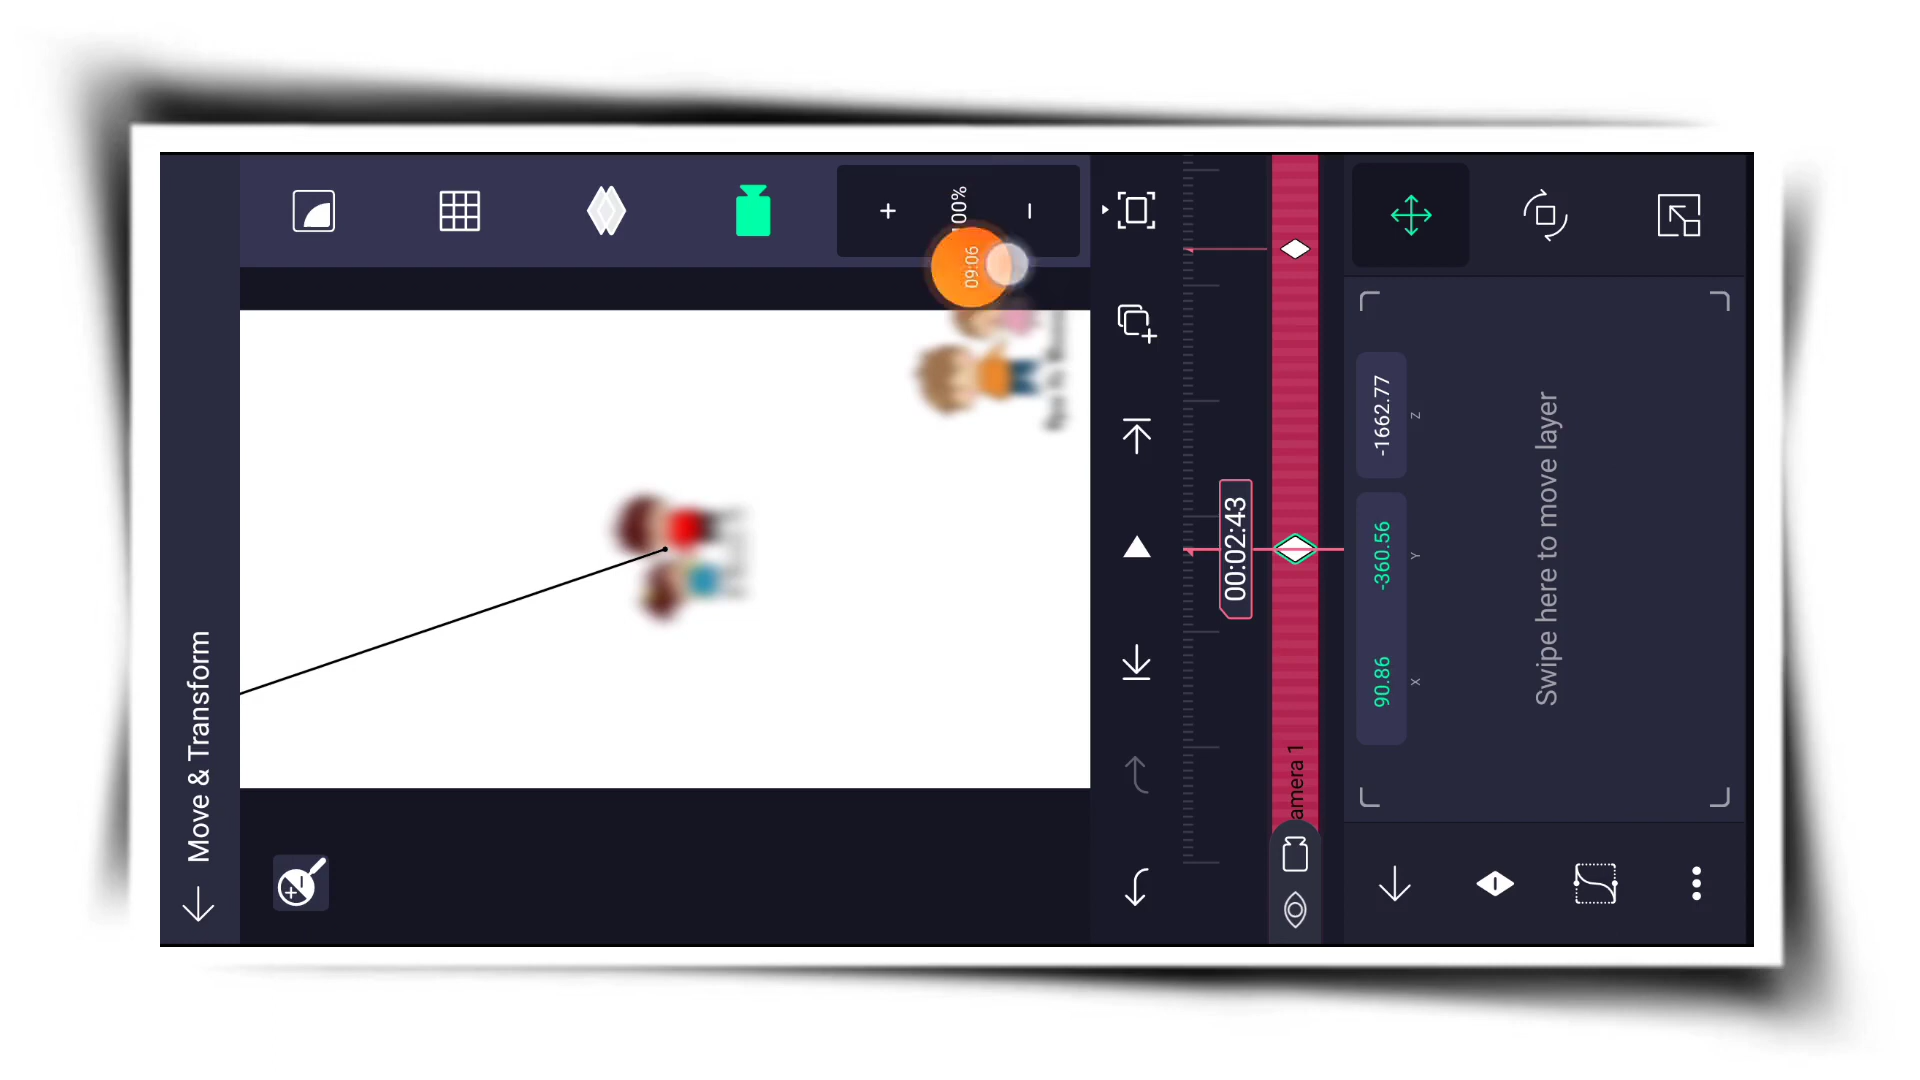 Move & Transform
100%
09:06
00:02:43
amera 1
90.86
X
-360.56
Y
-1662.77
Z
Swipe here to move layer